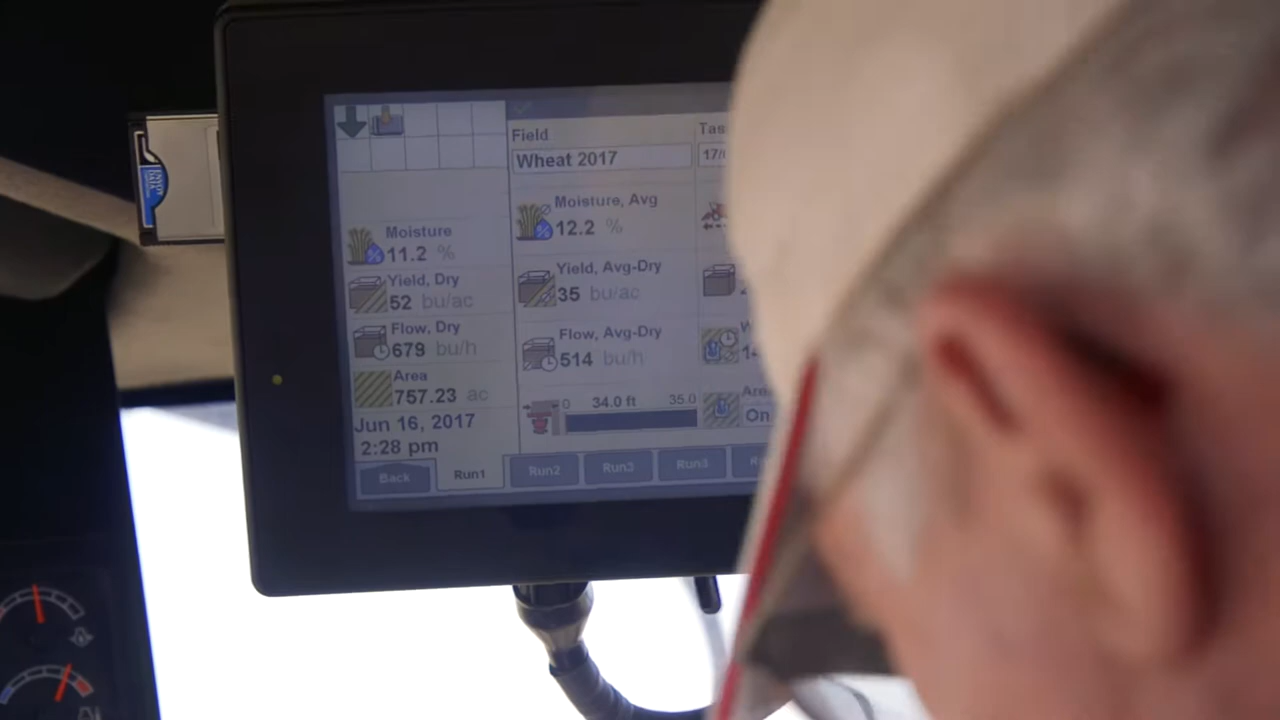 Field
Wheat 2017
Moisture
11.2 %
Yield, Dry
52 bu/ac
Flow, Dry
679 bu/h
Area
757.23 ac
Jun 16, 2017
2:28 pm
Moisture, Avg
12.2 %
Yield, Avg-Dry
35 bu/ac
Flow, Avg-Dry
514 bu/h
0 34.0 ft 35.0
On
Back Run1 Run2 Run3 Run3